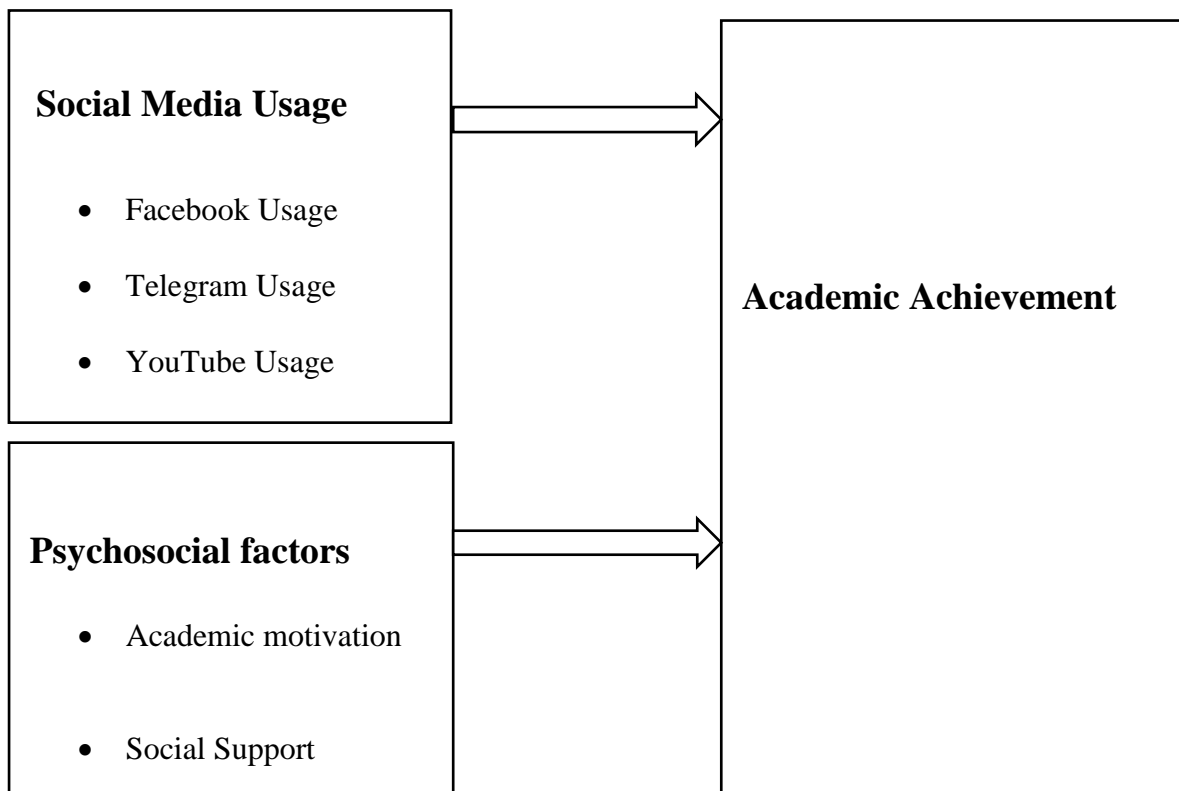 Social Media Usage
• Facebook Usage
• Telegram Usage
• YouTube Usage
Psychosocial factors
• Academic motivation
• Social Support
Academic Achievement